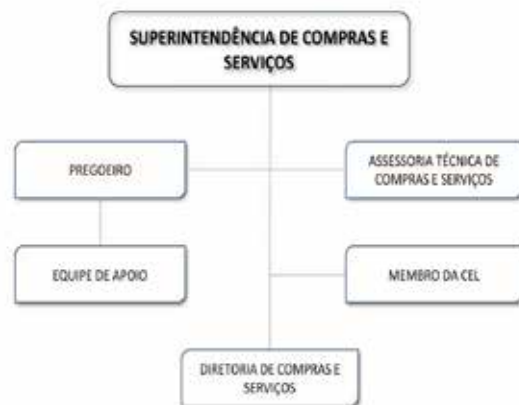 SUPERINTENDÊNCIA DE COMPRAS E
SERVIÇOS
PREGOEIRO
ASSESSORIA TÉCNICA DE
COMPRAS E SERVIÇOS
EQUIPE DE APOIO
MEMBRO DA CEL
DIRETORIA DE COMPRAS E
SERVIÇOS